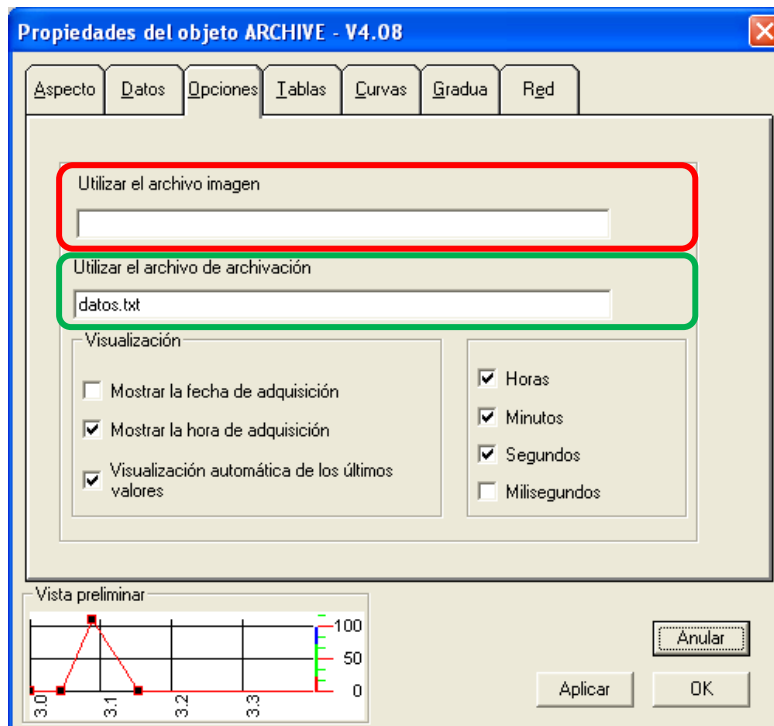 Propiedades del objeto ARCHIVE - V4.08
Aspecto Datos Opciones Tablas Curvas Gradua Red
Utilizar el archivo imagen
Utilizar el archivo de archivación
datos.txt
Visualización
Mostrar la fecha de adquisición
Mostrar la hora de adquisición
Visualización automática de los últimos
valores
Horas
Minutos
Segundos
Milisegundos
Vista preliminar
100
50
0
3.0 3.1 3.2 3.3
Anular
Aplicar OK